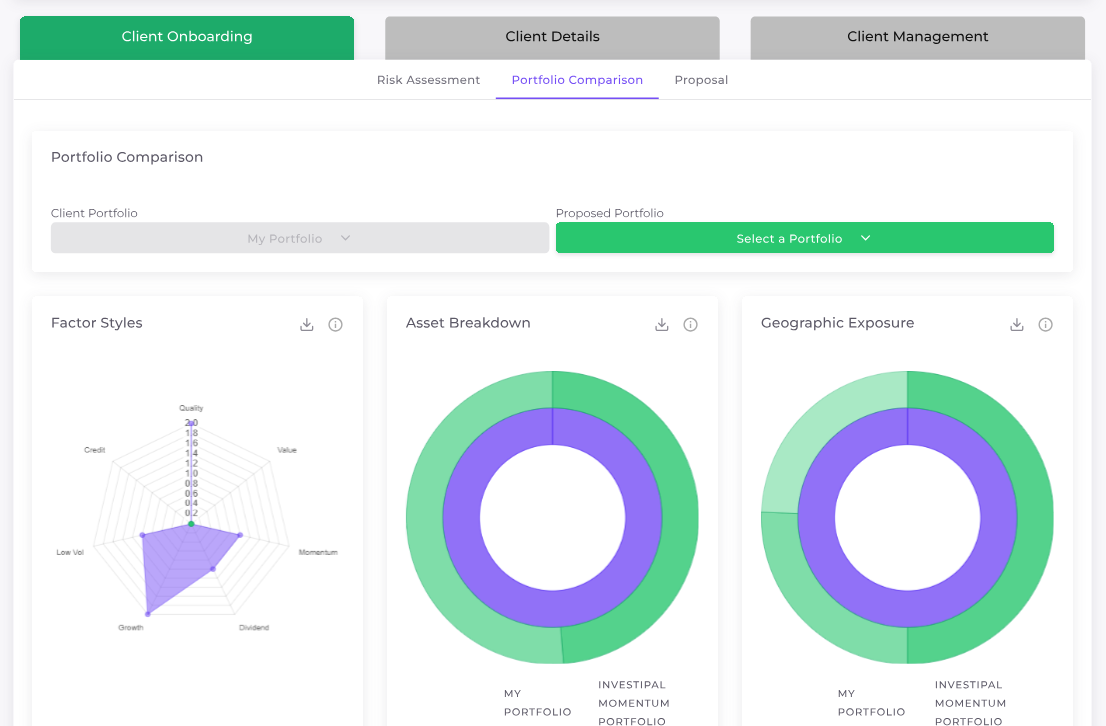 Client Onboarding
Client Details
Client Management
Risk Assessment
Portfolio Comparison
Proposal
Portfolio Comparison
Client Portfolio
My Portfolio
Proposed Portfolio
Select a Portfolio
Factor Styles
Quality
2.0
1.8
1.6
1.4
1.2
1.0
0.8
0.6
0.4
0.2
Credit
Value
Low Vol
Momentum
Growth
Dividend
Asset Breakdown
MY
PORTFOLIO
INVESTIPAL
MOMENTUM
PORTFOLIO
Geographic Exposure
MY
PORTFOLIO
INVESTIPAL
MOMENTUM
PORTFOLIO